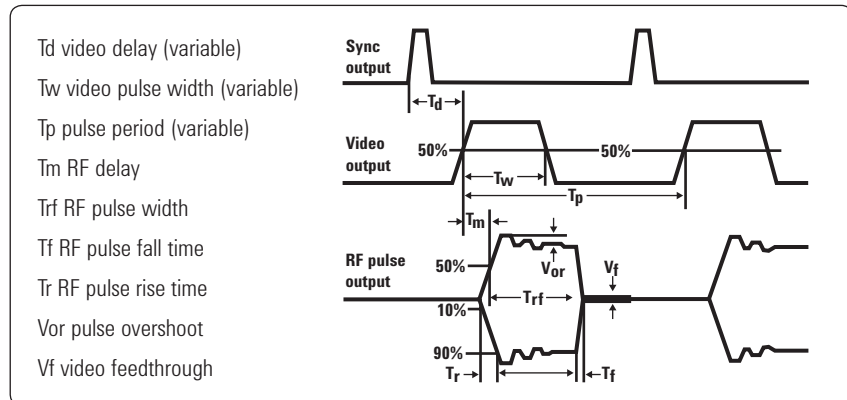 Td video delay (variable)
Tw video pulse width (variable)
Tp pulse period (variable)
Tm RF delay
Trf RF pulse width
Tf RF pulse fall time
Tr RF pulse rise time
Vor pulse overshoot
Vf video feedthrough
Sync
output
Td
Video
output
50%
50%
Tw
Tp
Tm
RF pulse
output
50%
Vor
Vf
Trf
10%
90%
Tr
Tf